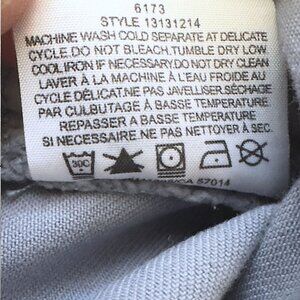 6173
STYLE 13131214
MACHINE WASH COLD SEPARATE AT DELICATE
CYCLE.DO NOT BLEACH.TUMBLE DRY LOW
COOL IRON IF NECESSARY.DO NOT DRY CLEAN
LAVER À LA MACHINE À L'EAU FROIDE AU
CYCLE DÉLICAT.NE PAS JAVELLISER.SÉCHAGE
PAR CULBUTAGE À BASSE TEMPERATURE.
REPASSER A BASSE TEMPERATURE
SI NECESSAIRE NE PAS NETTOYER À SEC.
30C
57014